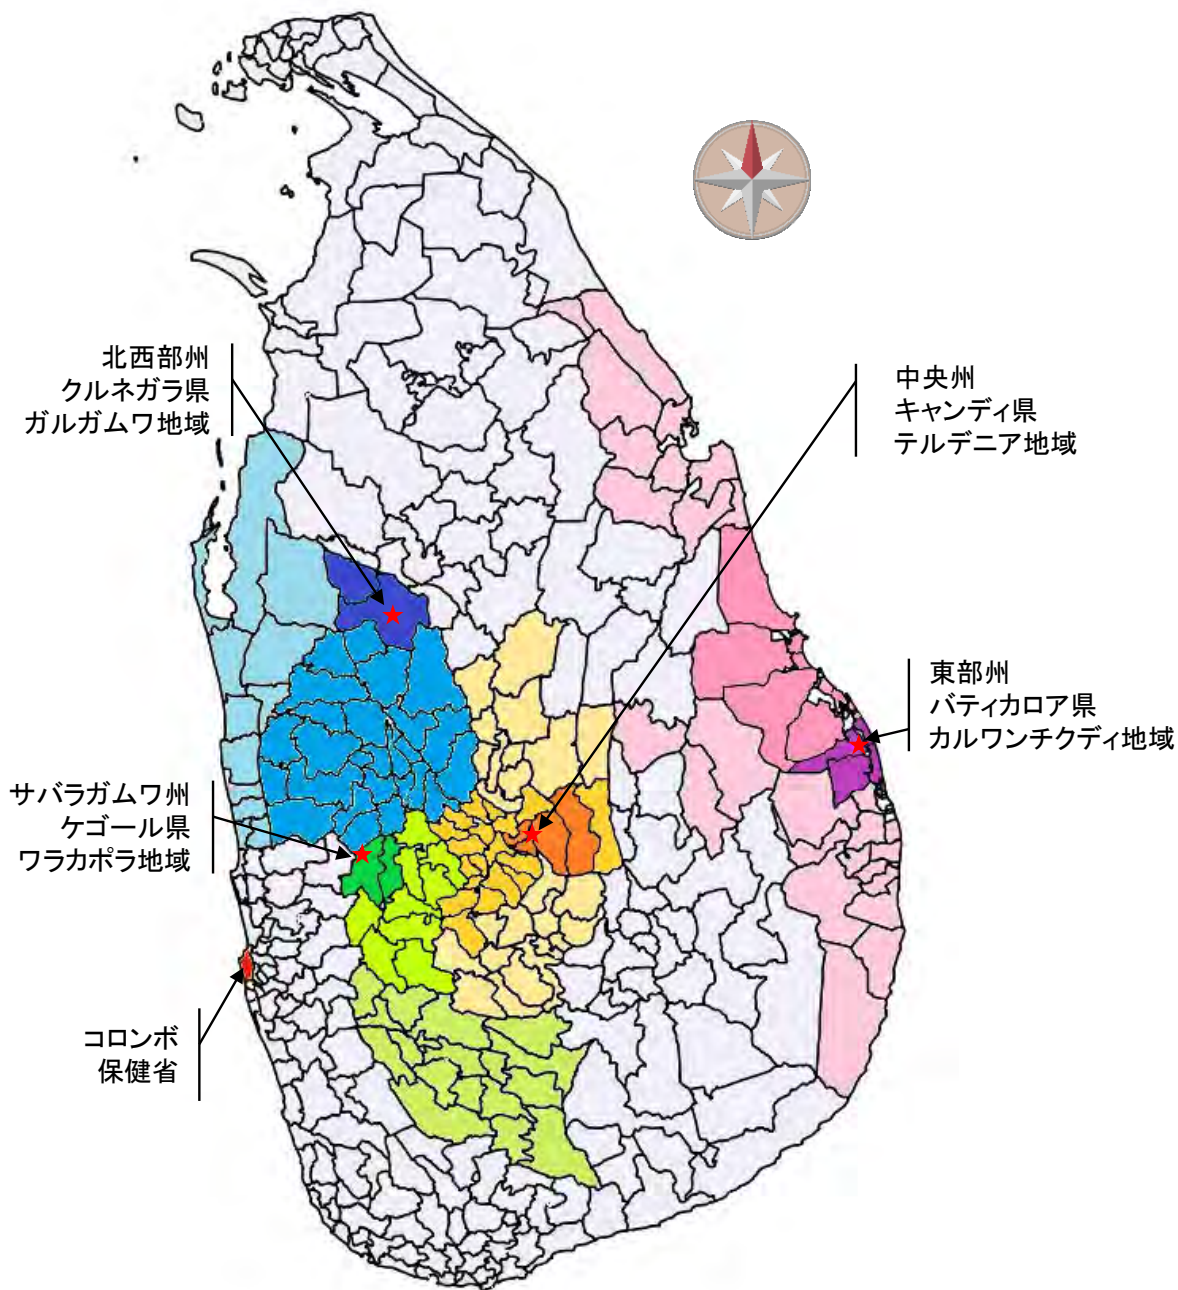 北西部州
クルネガラ県
ガルガムワ地域
中央州
キャンディ県
テルデニア地域
東部州
バティカロア県
カルワンチクディ地域
サバラガムワ州
ケゴール県
ワラカポラ地域
コロンボ
保健省